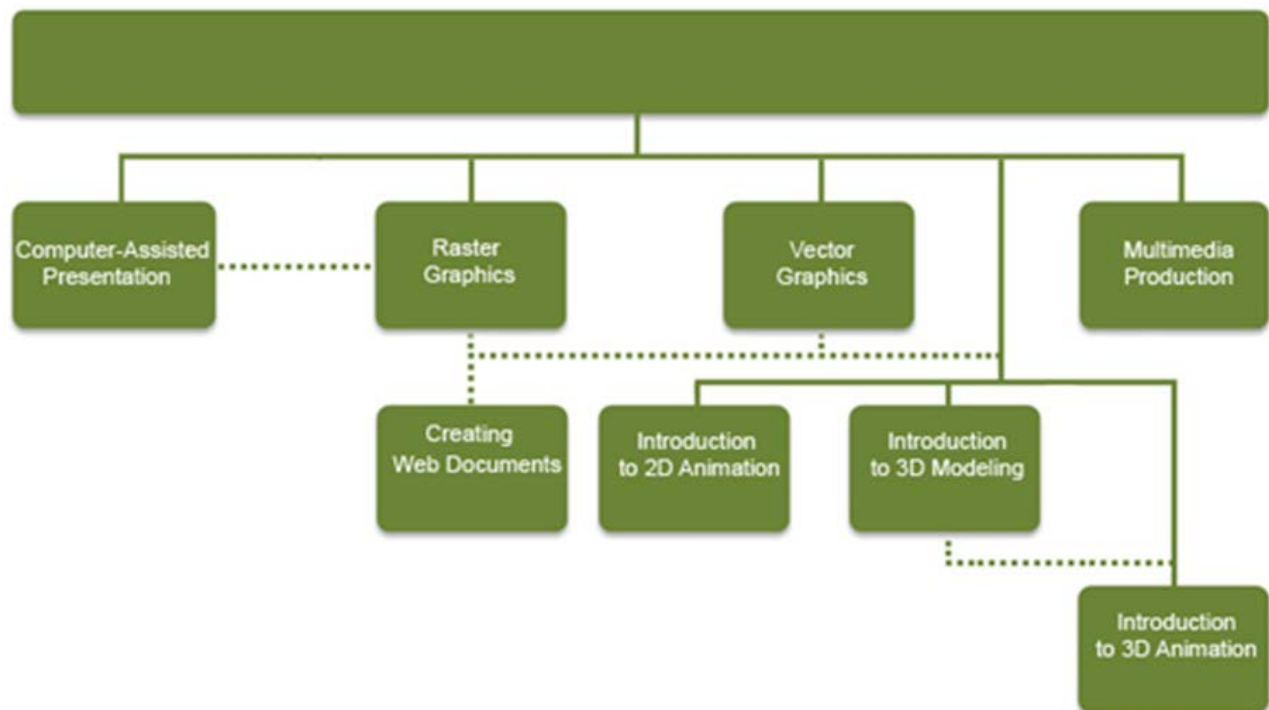 Computer-Assisted
Presentation
Raster
Graphics
Vector
Graphics
Multimedia
Production
Creating
Web Documents
Introduction
to 2D Animation
Introduction
to 3D Modeling
Introduction
to 3D Animation